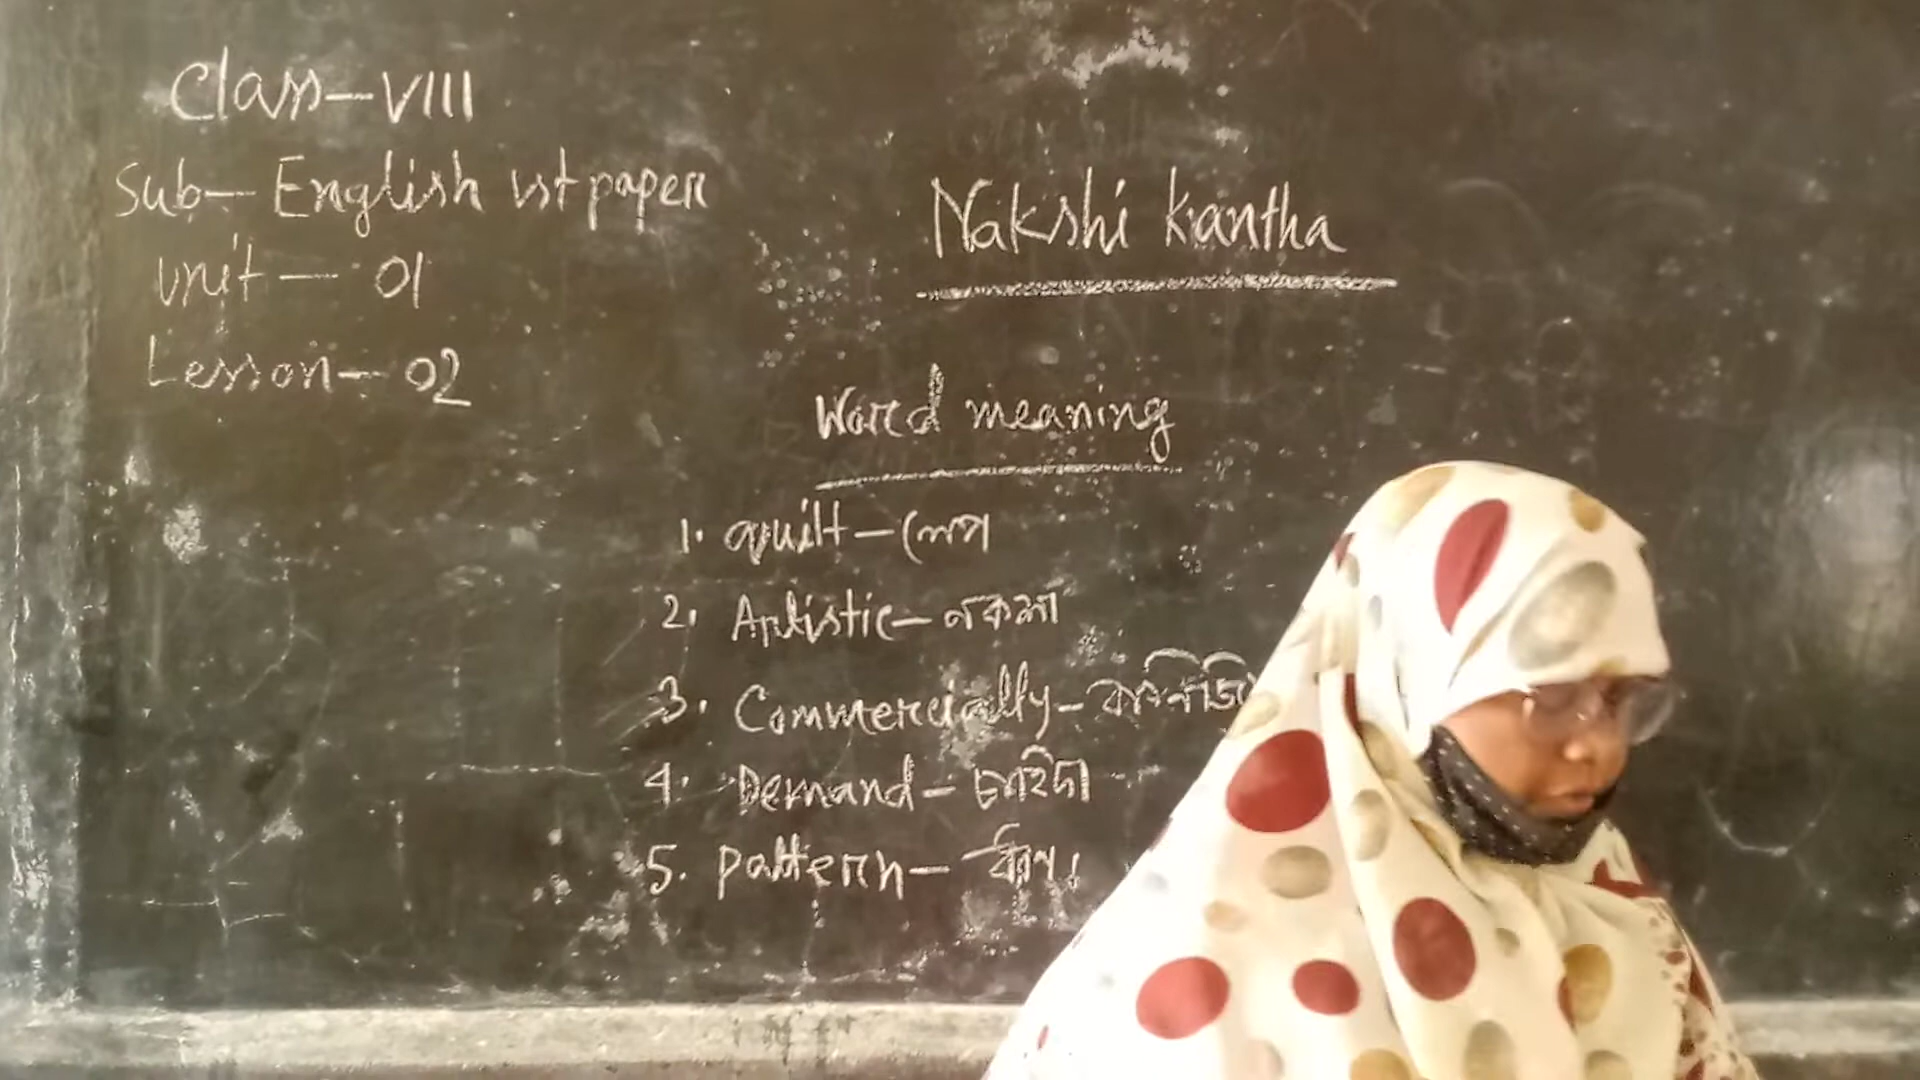 Class—VIII
Sub— English 1st paper
Unit — 01
Lesson— 02
Nakshi kantha
Word meaning
1. quilt — লেপ
2. Artistic — নকশা
3. Commercially —
4. Demand — চাহিদা
5. pattern —